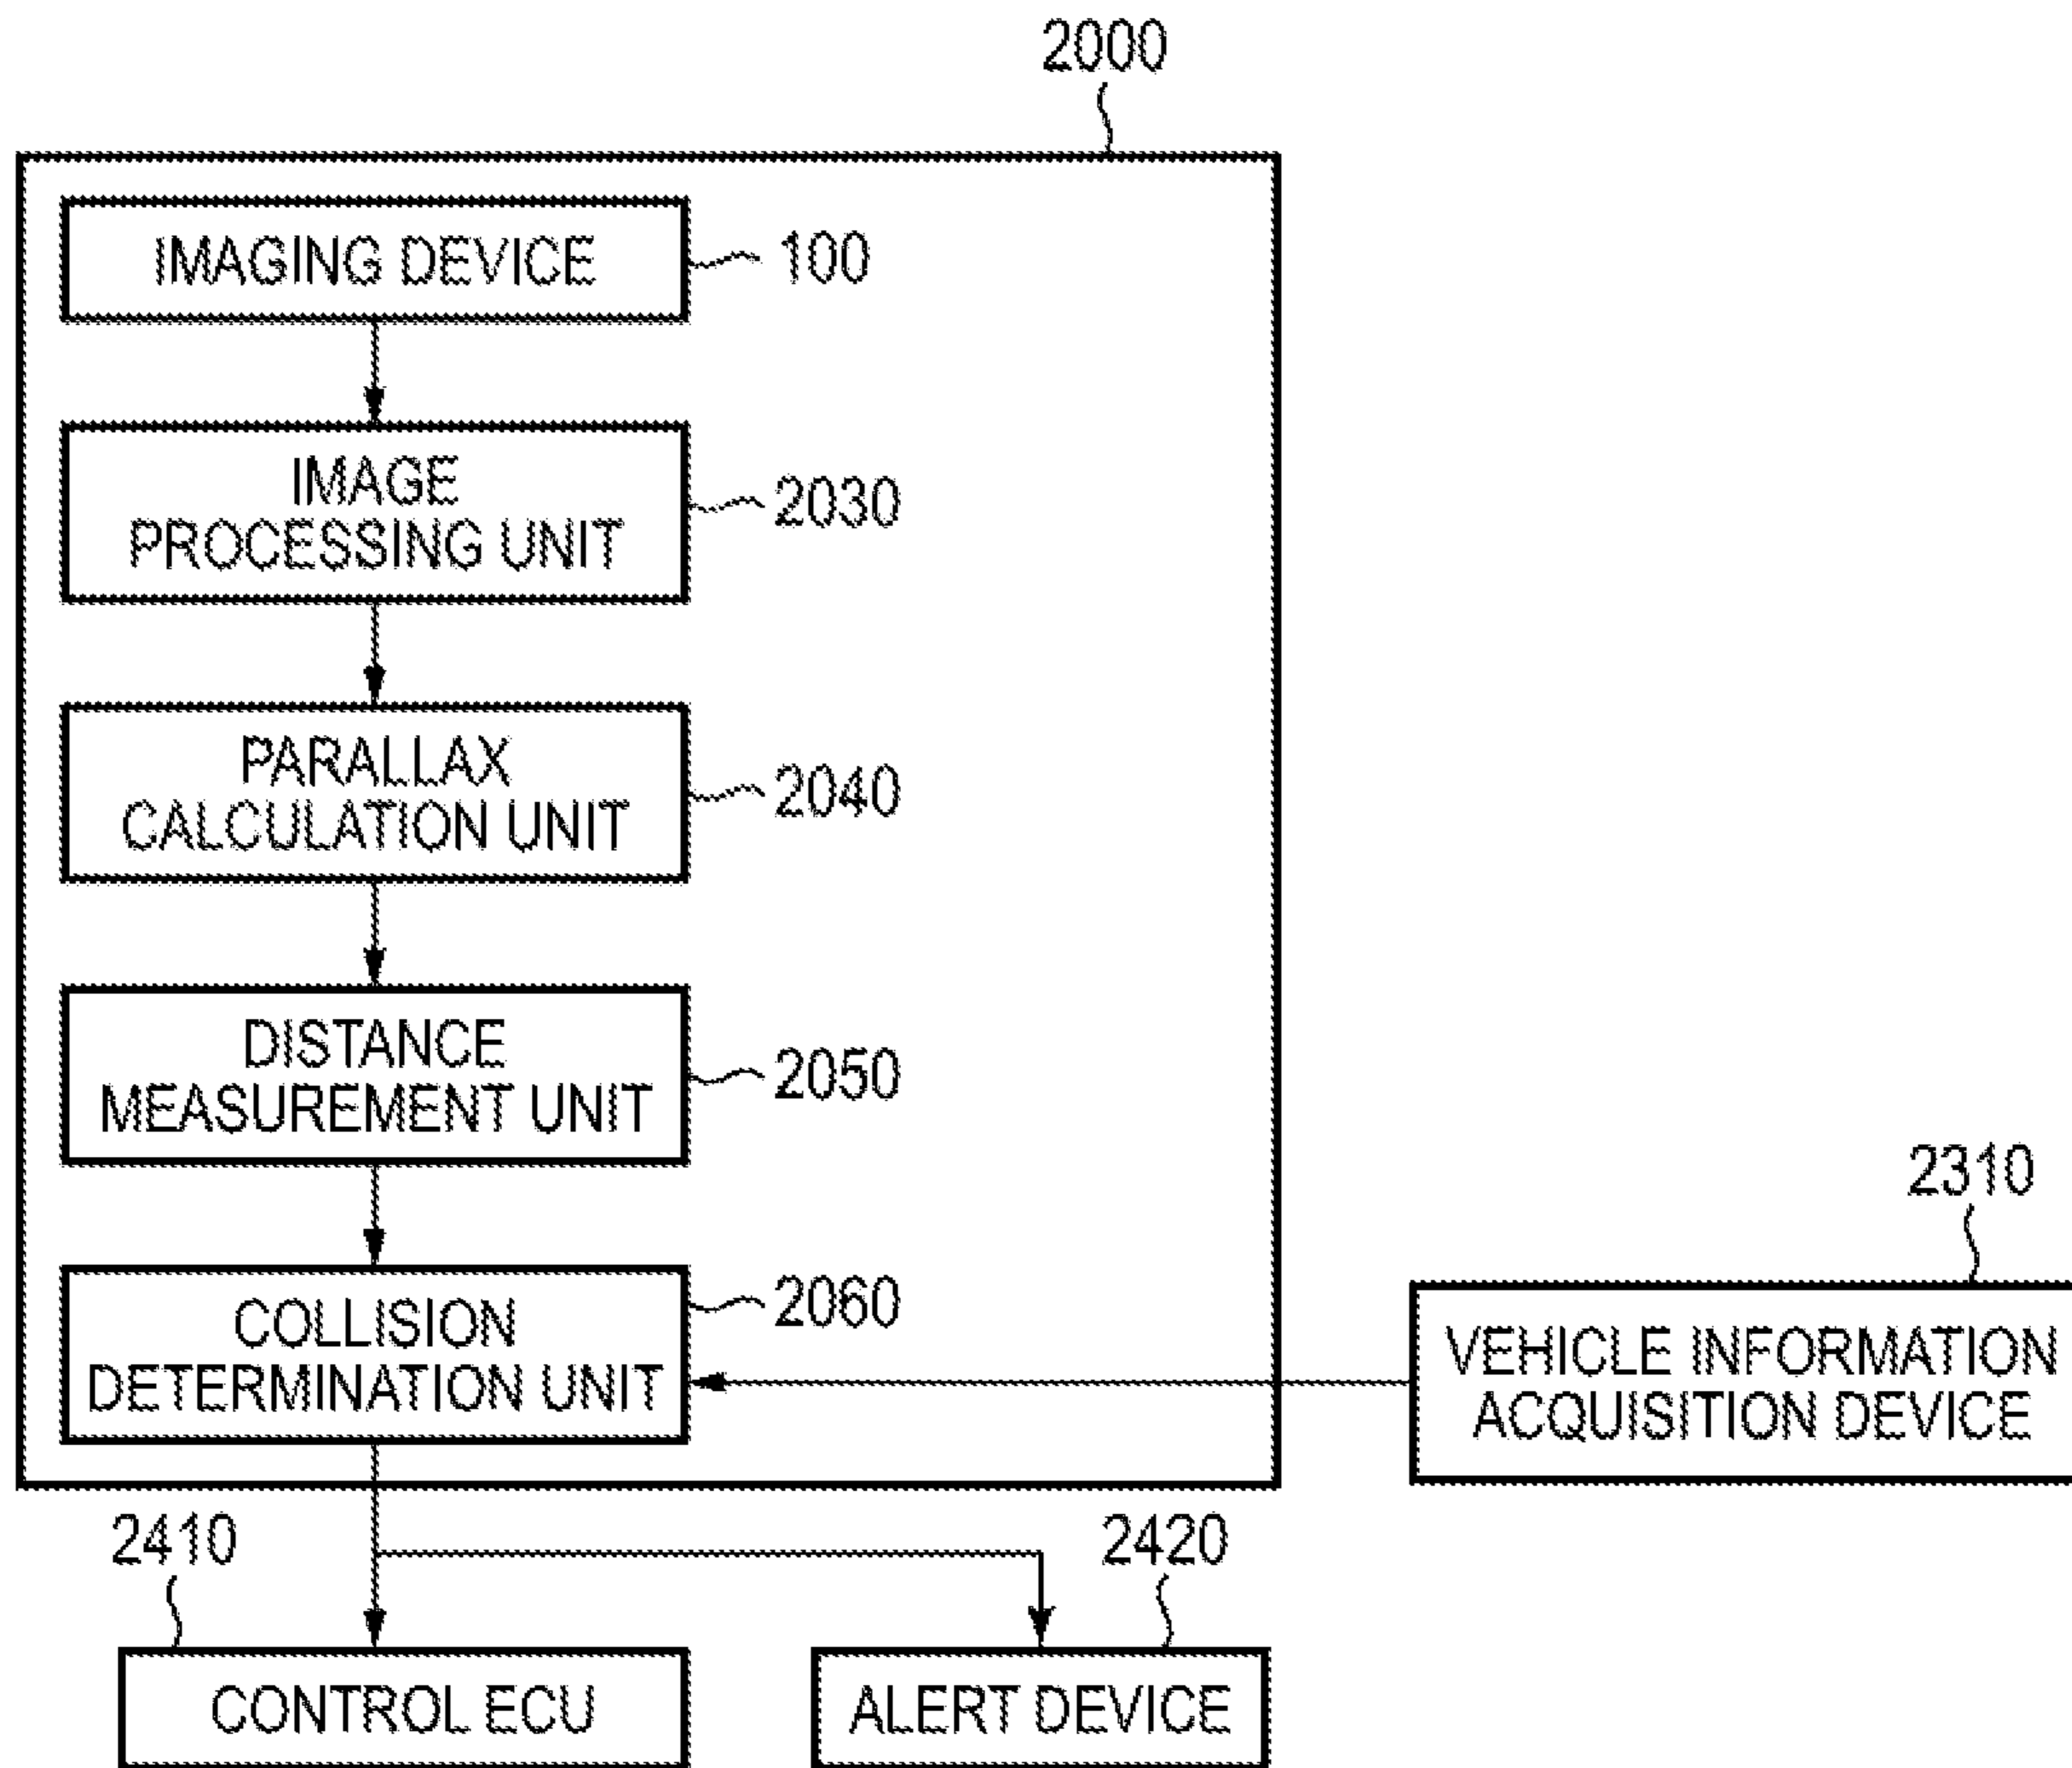 2000
IMAGING DEVICE
100
IMAGE
PROCESSING UNIT
2030
PARALLAX
CALCULATION UNIT
2040
DISTANCE
MEASUREMENT UNIT
2050
COLLISION
DETERMINATION UNIT
2060
2310
VEHICLE INFORMATION
ACQUISITION DEVICE
2410
CONTROL ECU
2420
ALERT DEVICE